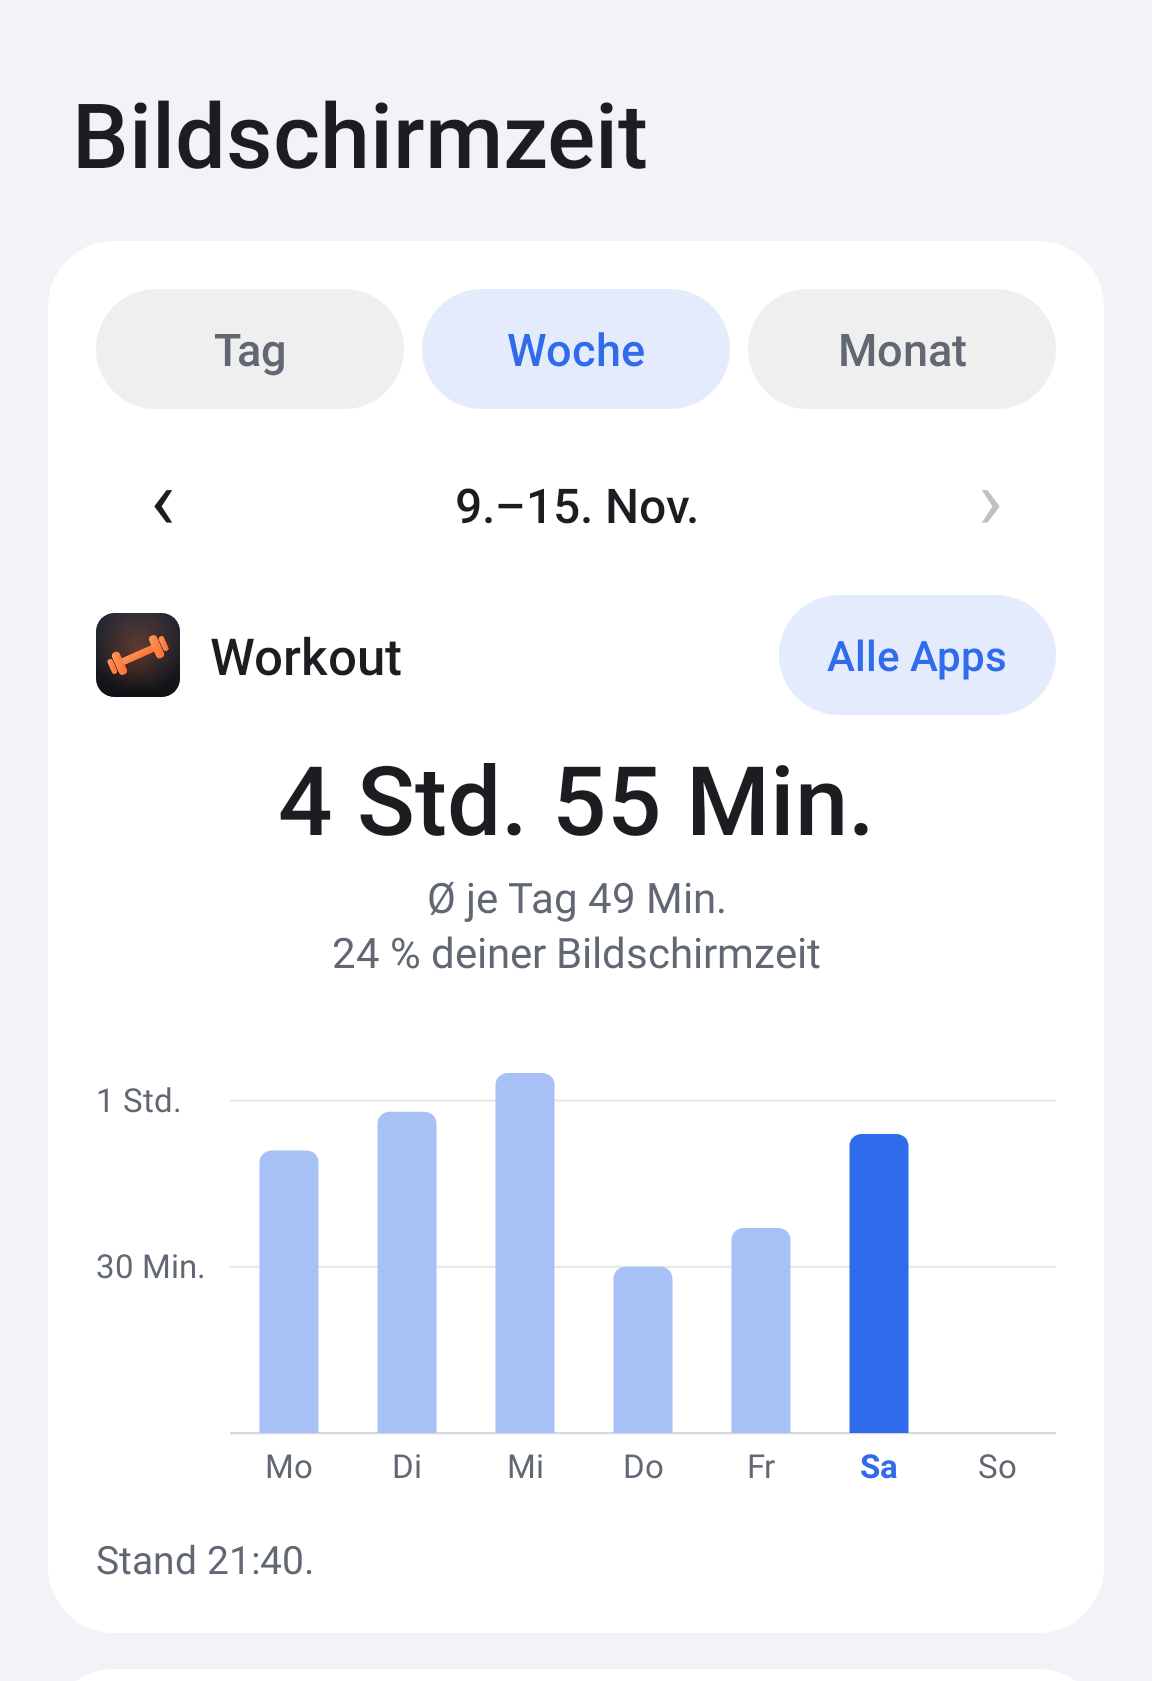 Bildschirmzeit
Tag Woche Monat
‹ 9.–15. Nov. ›
Workout Alle Apps
4 Std. 55 Min.
Ø je Tag 49 Min.
24 % deiner Bildschirmzeit
1 Std.
30 Min.
Mo Di Mi Do Fr Sa So
Stand 21:40.